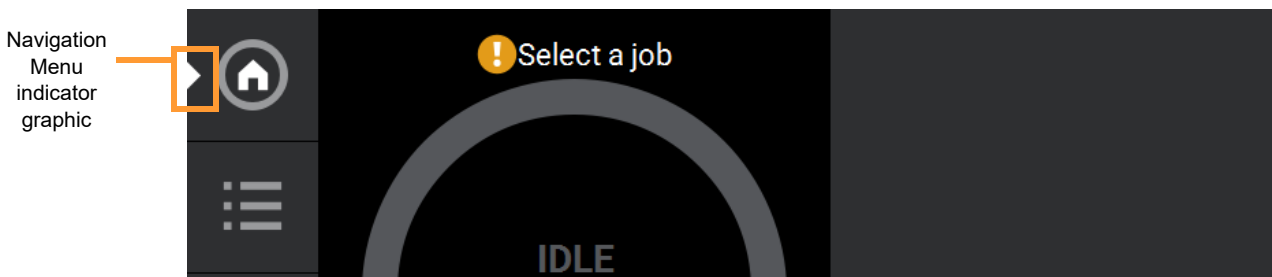 Navigation
Menu
indicator
graphic
Select a job
IDLE